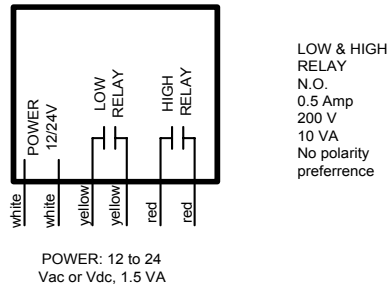 POWER
12/24V
LOW
RELAY
HIGH
RELAY
white
white
yellow
yellow
red
red
POWER: 12 to 24
Vac or Vdc, 1.5 VA
LOW & HIGH
RELAY
N.O.
0.5 Amp
200 V
10 VA
No polarity
preferrence